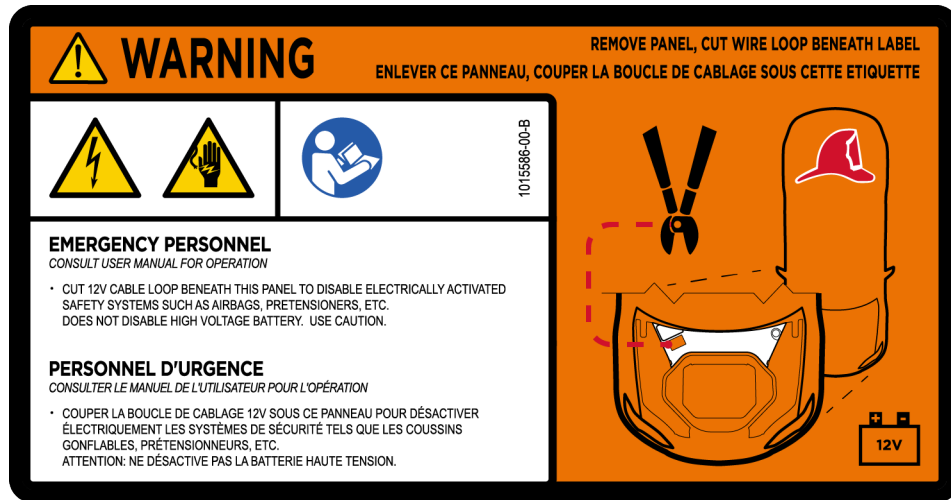 WARNING
REMOVE PANEL, CUT WIRE LOOP BENEATH LABEL
ENLEVER CE PANNEAU, COUPER LA BOUCLE DE CABLAGE SOUS CETTE ETIQUETTE
1015586-00-B
EMERGENCY PERSONNEL
CONSULT USER MANUAL FOR OPERATION
· CUT 12V CABLE LOOP BENEATH THIS PANEL TO DISABLE ELECTRICALLY ACTIVATED
SAFETY SYSTEMS SUCH AS AIRBAGS, PRETENSIONERS, ETC.
DOES NOT DISABLE HIGH VOLTAGE BATTERY. USE CAUTION.
PERSONNEL D'URGENCE
CONSULTER LE MANUEL DE L'UTILISATEUR POUR L'OPÉRATION
· COUPER LA BOUCLE DE CABLAGE 12V SOUS CE PANNEAU POUR DÉSACTIVER
ÉLECTRIQUEMENT LES SYSTÈMES DE SÉCURITÉ TELS QUE LES COUSSINS
GONFLABLES, PRÉTENSIONNEURS, ETC.
ATTENTION: NE DÉSACTIVE PAS LA BATTERIE HAUTE TENSION.
+ -
12V